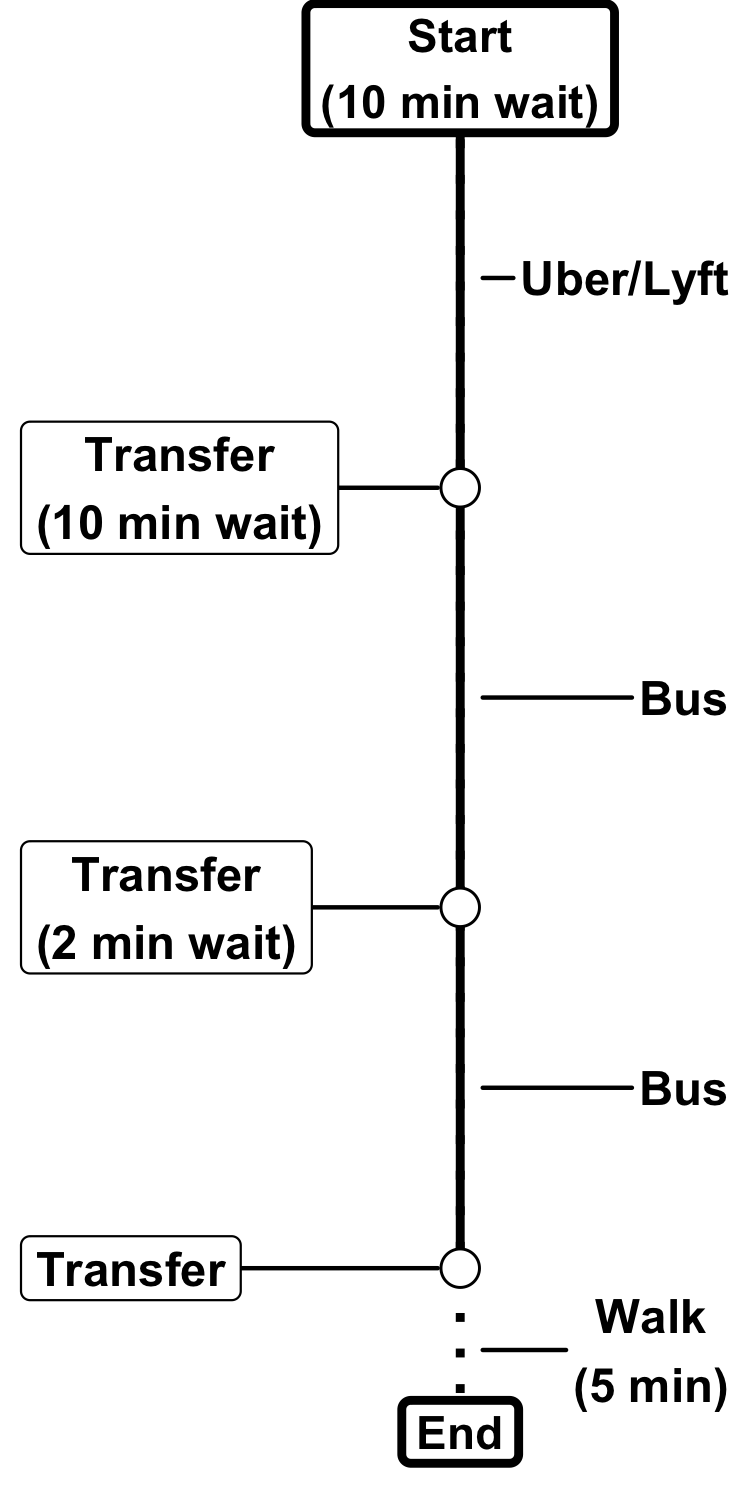 Start
(10 min wait)
Uber/Lyft
Transfer
(10 min wait)
Bus
Transfer
(2 min wait)
Bus
Transfer
Walk
(5 min)
End